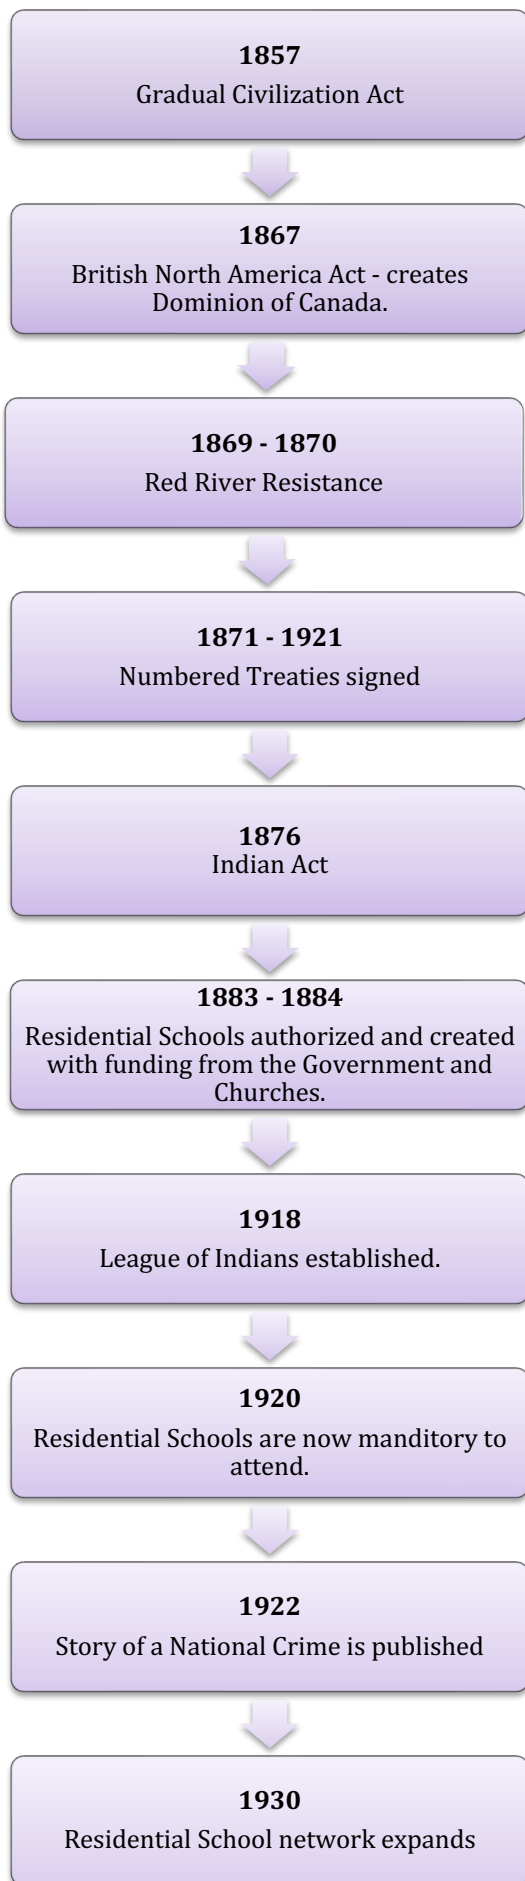 1857
Gradual Civilization Act
1867
British North America Act - creates
Dominion of Canada.
1869 - 1870
Red River Resistance
1871 - 1921
Numbered Treaties signed
1876
Indian Act
1883 - 1884
Residential Schools authorized and created
with funding from the Government and
Churches.
1918
League of Indians established.
1920
Residential Schools are now manditory to
attend.
1922
Story of a National Crime is published
1930
Residential School network expands